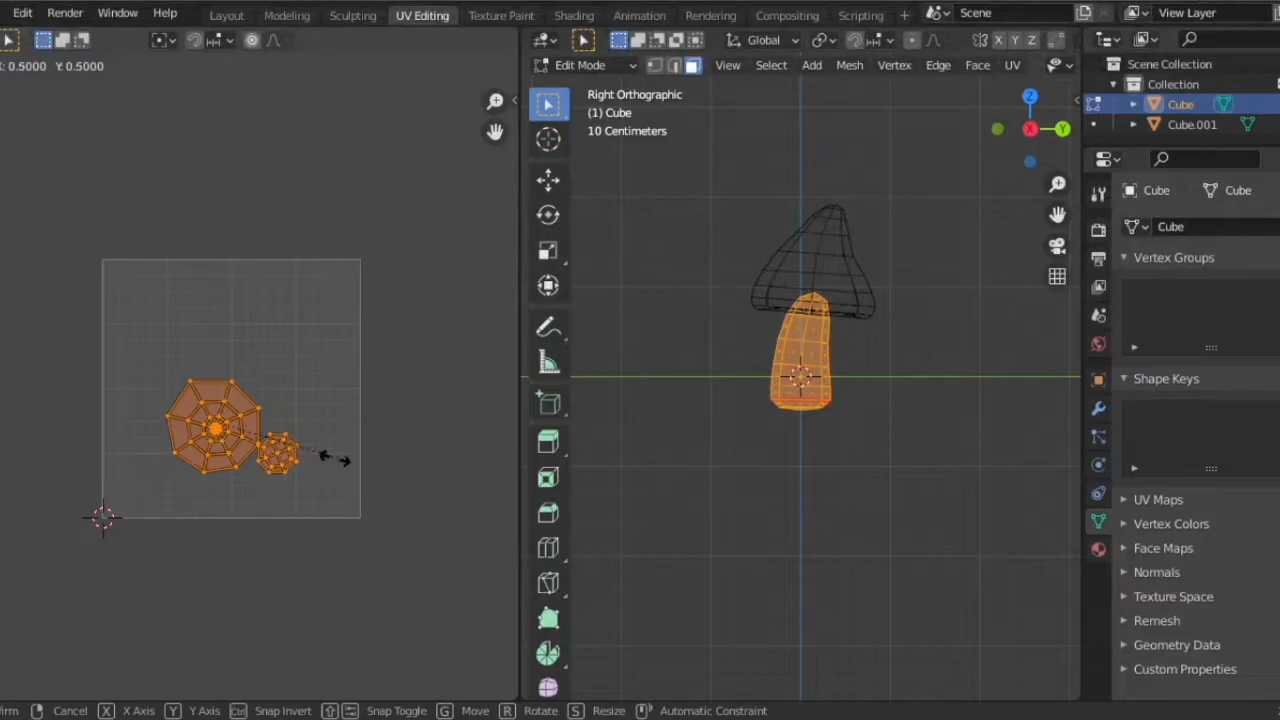 Edit Render Window Help Layout Modeling Sculpting UV Editing Texture Paint Shading Animation Rendering Compositing Scripting + Scene View Layer
Global X Y Z
X: 0.5000 Y: 0.5000
Edit Mode View Select Add Mesh Vertex Edge Face UV
Right Orthographic
(1) Cube
10 Centimeters
Z
X
Y
Scene Collection
Collection
Cube
Cube.001
Cube Cube
Cube
Vertex Groups
Shape Keys
UV Maps
Vertex Colors
Face Maps
Normals
Texture Space
Remesh
Geometry Data
Custom Properties
Cancel X X Axis Y Y Axis Ctrl Snap Invert Snap Toggle G Move R Rotate S Resize Automatic Constraint